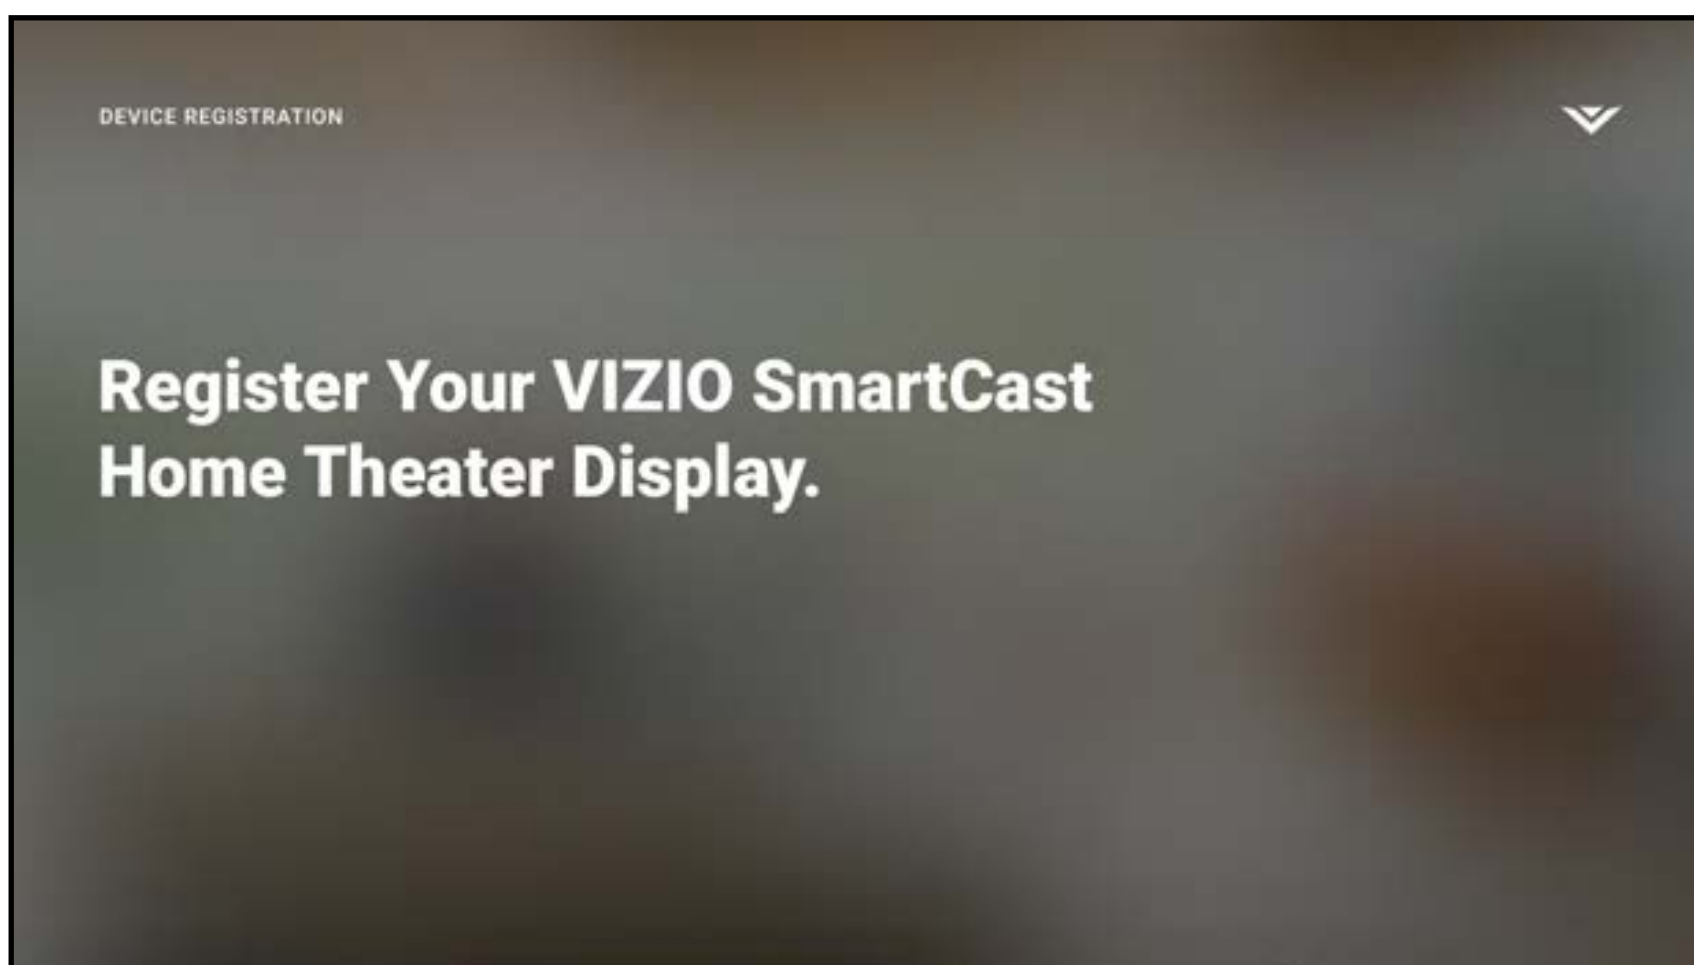 DEVICE REGISTRATION
Register Your VIZIO SmartCast
Home Theater Display.